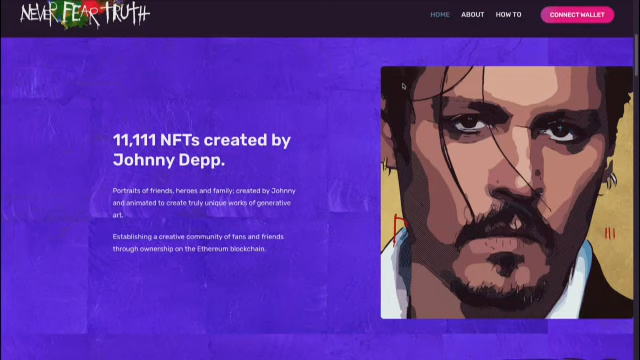 NEVER FEAR TRUTH
HOME ABOUT HOW TO CONNECT WALLET
11,111 NFTs created by
Johnny Depp.
Portraits of friends, heroes and family; created by Johnny
and animated to create truly unique works of generative
art.
Establishing a creative community of fans and friends
through ownership on the Ethereum blockchain.